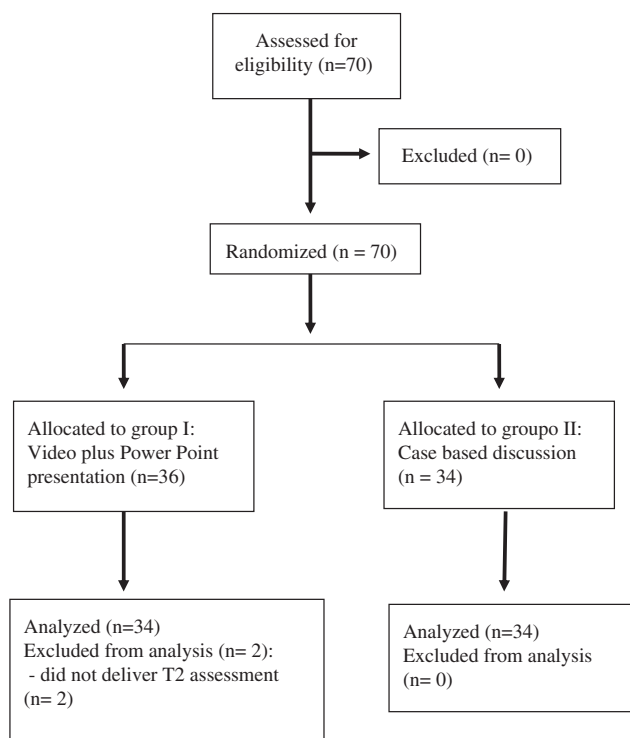 Assessed for
eligibility (n=70)
Excluded (n= 0)
Randomized (n = 70)
Allocated to group I:
Video plus Power Point
presentation (n=36)
Allocated to groupo II:
Case based discussion
(n = 34)
Analyzed (n=34)
Excluded from analysis (n= 2):
- did not deliver T2 assessment
(n= 2)
Analyzed (n=34)
Excluded from analysis
(n= 0)